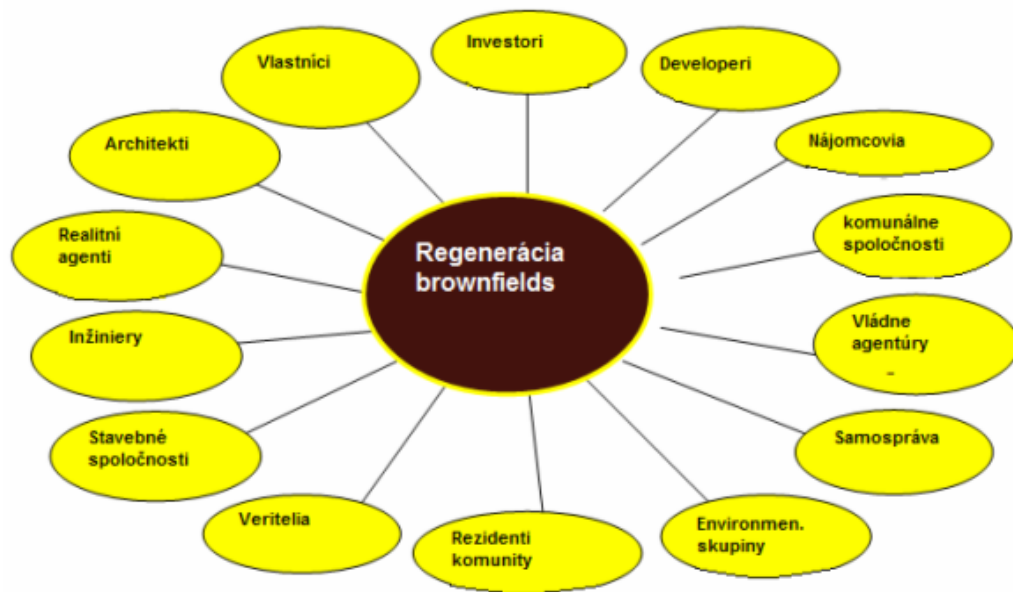 Investori
Vlastníci
Developeri
Architekti
Nájomcovia
Realitní
agenti
komunálne
spoločnosti
Regenerácia
brownfields
Inžiniery
Vládne
agentúry
-
Stavebné
spoločnosti
Samospráva
Veritelia
Rezidenti
komunity
Environmen.
skupiny